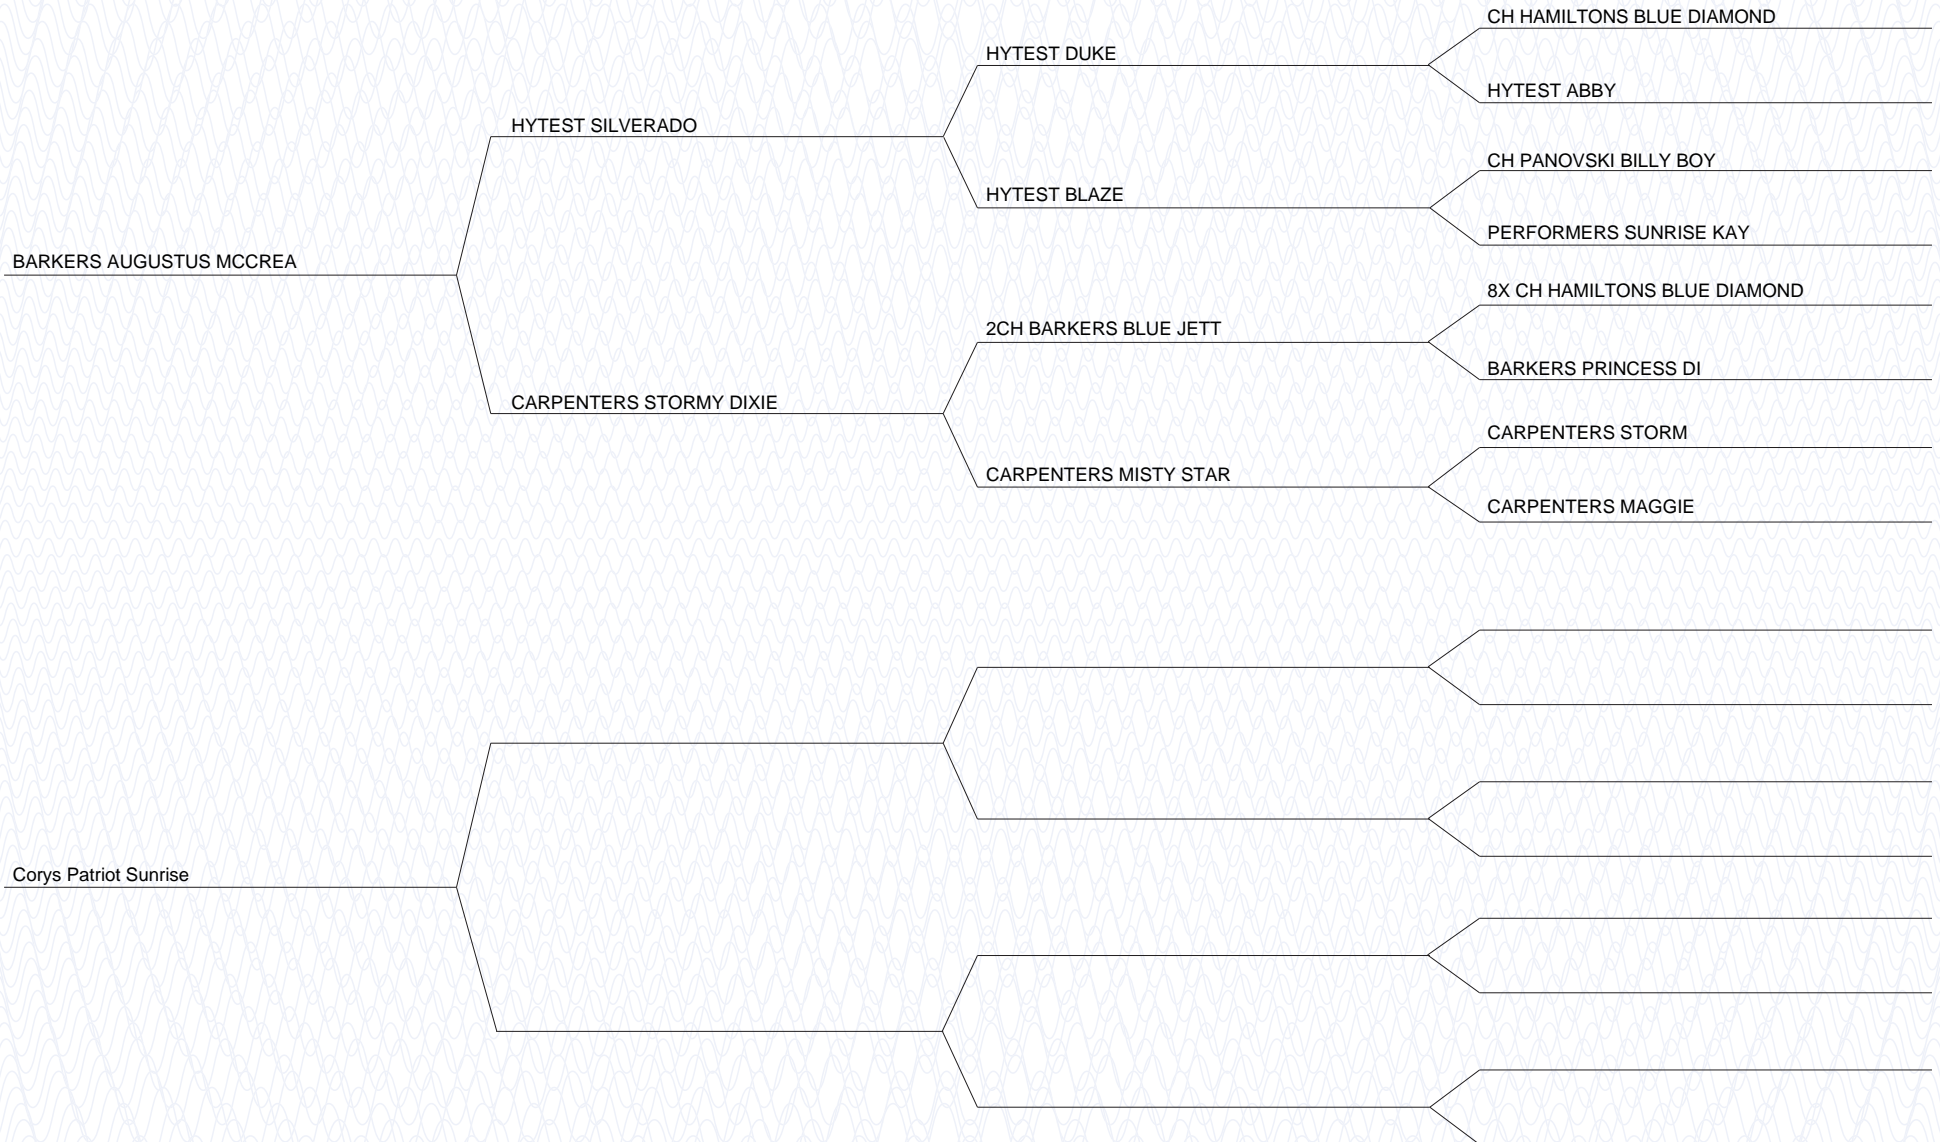 CH HAMILTONS BLUE DIAMOND
HYTEST DUKE
HYTEST ABBY
HYTEST SILVERADO
CH PANOVSKI BILLY BOY
HYTEST BLAZE
PERFORMERS SUNRISE KAY
BARKERS AUGUSTUS MCCREA
8X CH HAMILTONS BLUE DIAMOND
2CH BARKERS BLUE JETT
BARKERS PRINCESS DI
CARPENTERS STORMY DIXIE
CARPENTERS STORM
CARPENTERS MISTY STAR
CARPENTERS MAGGIE
Corys Patriot Sunrise